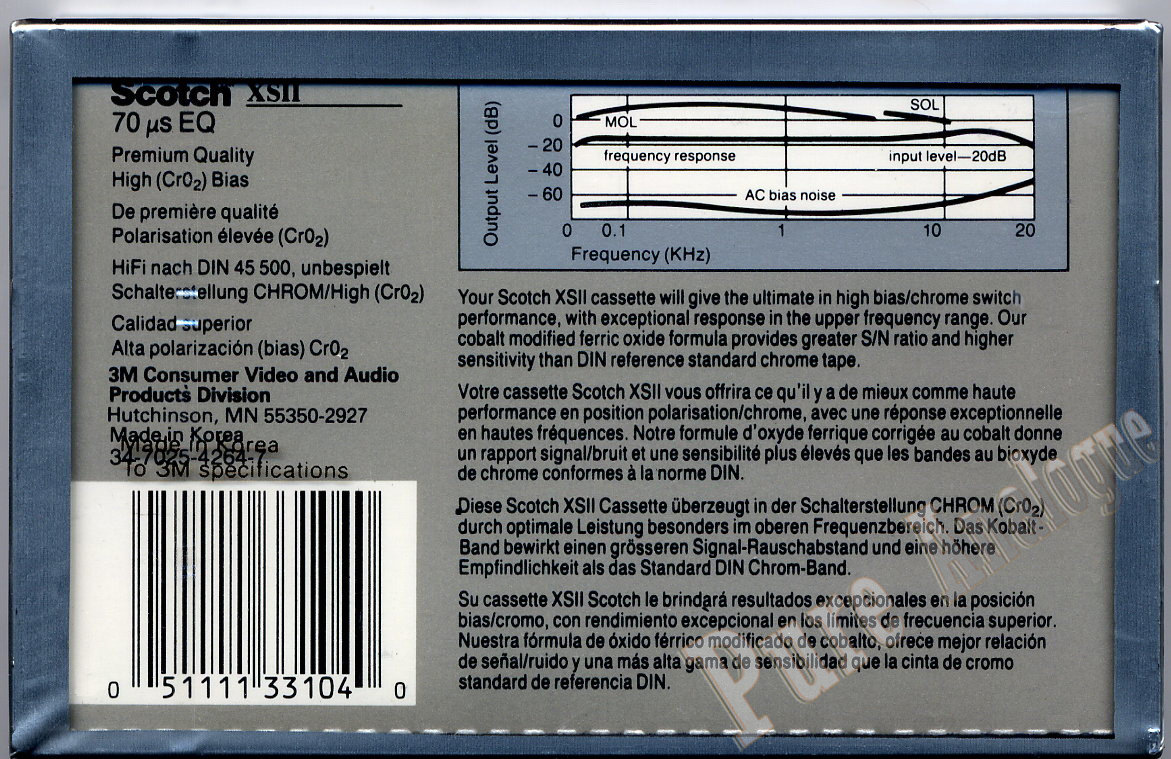 Scotch XSII
70 µs EQ
Premium Quality
High (CrO₂) Bias
De première qualité
Polarisation élevée (CrO₂)
HiFi nach DIN 45 500, unbespielt
Schalterstellung CHROM/High (CrO₂)
Calidad superior
Alta polarización (bias) CrO₂
3M Consumer Video and Audio
Products Division
Hutchinson, MN 55350-2927
Made in Korea
Made in Korea
34-7025-4264-7
To 3M specifications
0 51111 33104 0
Output Level (dB)
0
– 20
– 40
– 60
MOL
SOL
frequency response
input level—20dB
AC bias noise
0 0.1 1 10 20
Frequency (KHz)
Your Scotch XSII cassette will give the ultimate in high bias/chrome switch
performance, with exceptional response in the upper frequency range. Our
cobalt modified ferric oxide formula provides greater S/N ratio and higher
sensitivity than DIN reference standard chrome tape.
Votre cassette Scotch XSII vous offrira ce qu'il y a de mieux comme haute
performance en position polarisation/chrome, avec une réponse exceptionnelle
en hautes fréquences. Notre formule d'oxyde ferrique corrigée au cobalt donne
un rapport signal/bruit et une sensibilité plus élevés que les bandes au bioxyde
de chrome conformes à la norme DIN.
Diese Scotch XSII Cassette überzeugt in der Schalterstellung CHROM (CrO₂)
durch optimale Leistung besonders im oberen Frequenzbereich. Das Kobalt-
Band bewirkt einen grösseren Signal-Rauschabstand und eine höhere
Empfindlichkeit als das Standard DIN Chrom-Band.
Su cassette XSII Scotch le brindará resultados excepcionales en la posición
bias/cromo, con rendimiento excepcional en los límites de frecuencia superior.
Nuestra fórmula de óxido férrico modificado de cobalto, ofrece mejor relación
de señal/ruido y una más alta gama de sensibilidad que la cinta de cromo
standard de referencia DIN.
Pure Analogue